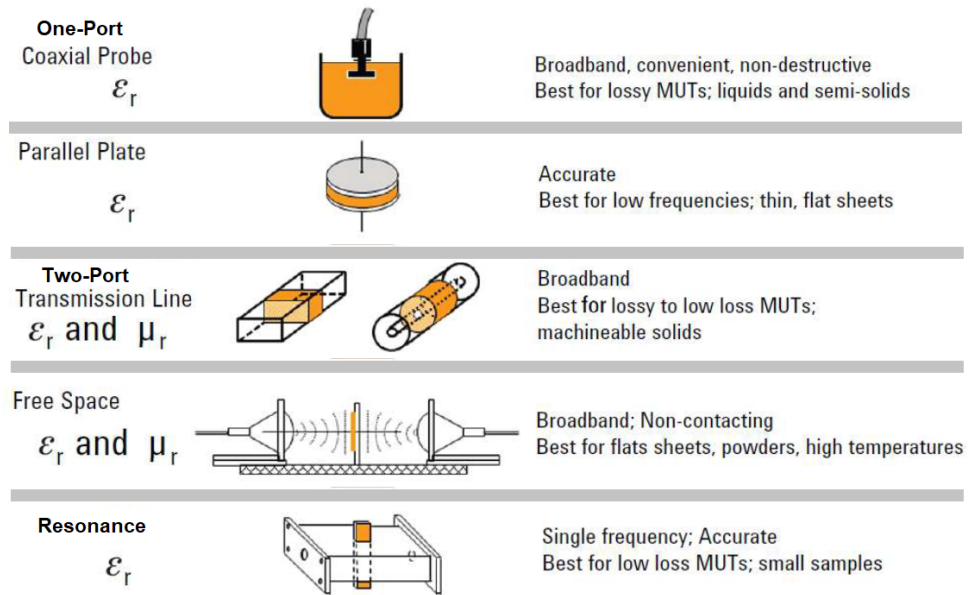 One-Port
Coaxial Probe
εr
Broadband, convenient, non-destructive
Best for lossy MUTs; liquids and semi-solids
Parallel Plate
εr
Accurate
Best for low frequencies; thin, flat sheets
Two-Port
Transmission Line
εr and μr
Broadband
Best for lossy to low loss MUTs;
machineable solids
Free Space
εr and μr
Broadband; Non-contacting
Best for flats sheets, powders, high temperatures
Resonance
εr
Single frequency; Accurate
Best for low loss MUTs; small samples